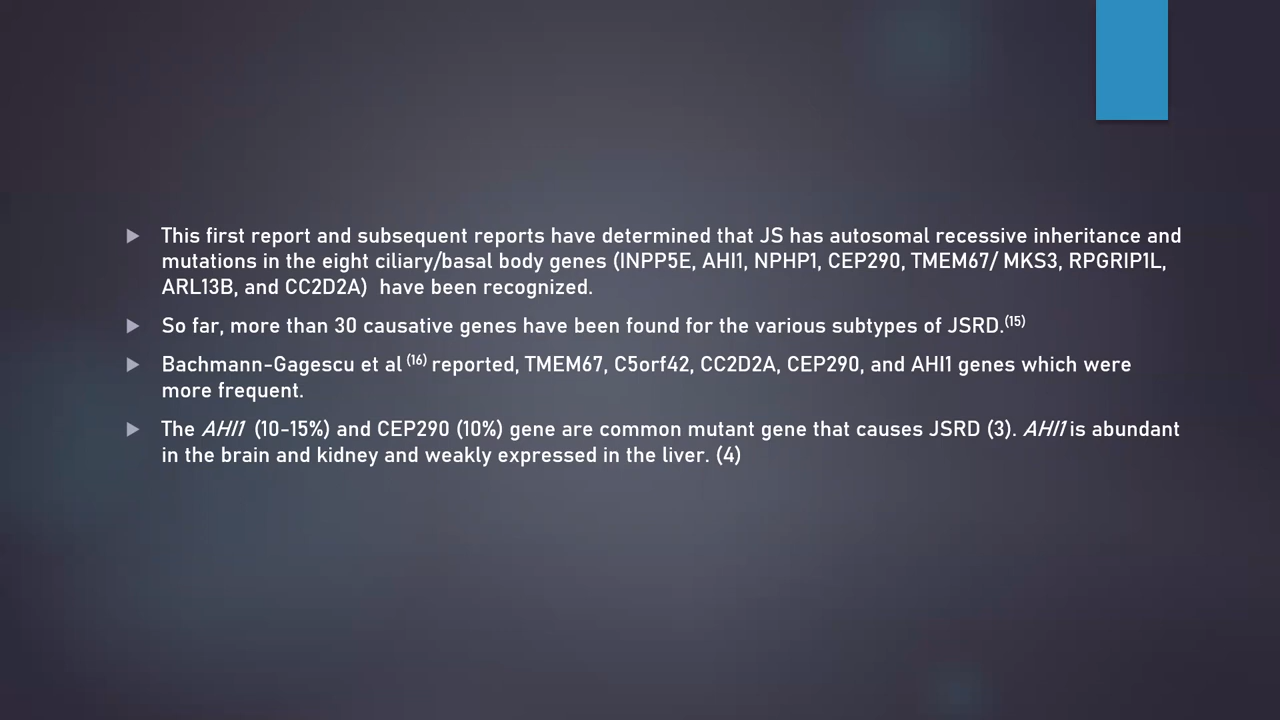 This first report and subsequent reports have determined that JS has autosomal recessive inheritance and
mutations in the eight ciliary/basal body genes (INPP5E, AHI1, NPHP1, CEP290, TMEM67/ MKS3, RPGRIP1L,
ARL13B, and CC2D2A)  have been recognized.
So far, more than 30 causative genes have been found for the various subtypes of JSRD.(15)
Bachmann-Gagescu et al (16) reported, TMEM67, C5orf42, CC2D2A, CEP290, and AHI1 genes which were
more frequent.
The AHI1  (10-15%) and CEP290 (10%) gene are common mutant gene that causes JSRD (3). AHI1 is abundant
in the brain and kidney and weakly expressed in the liver. (4)